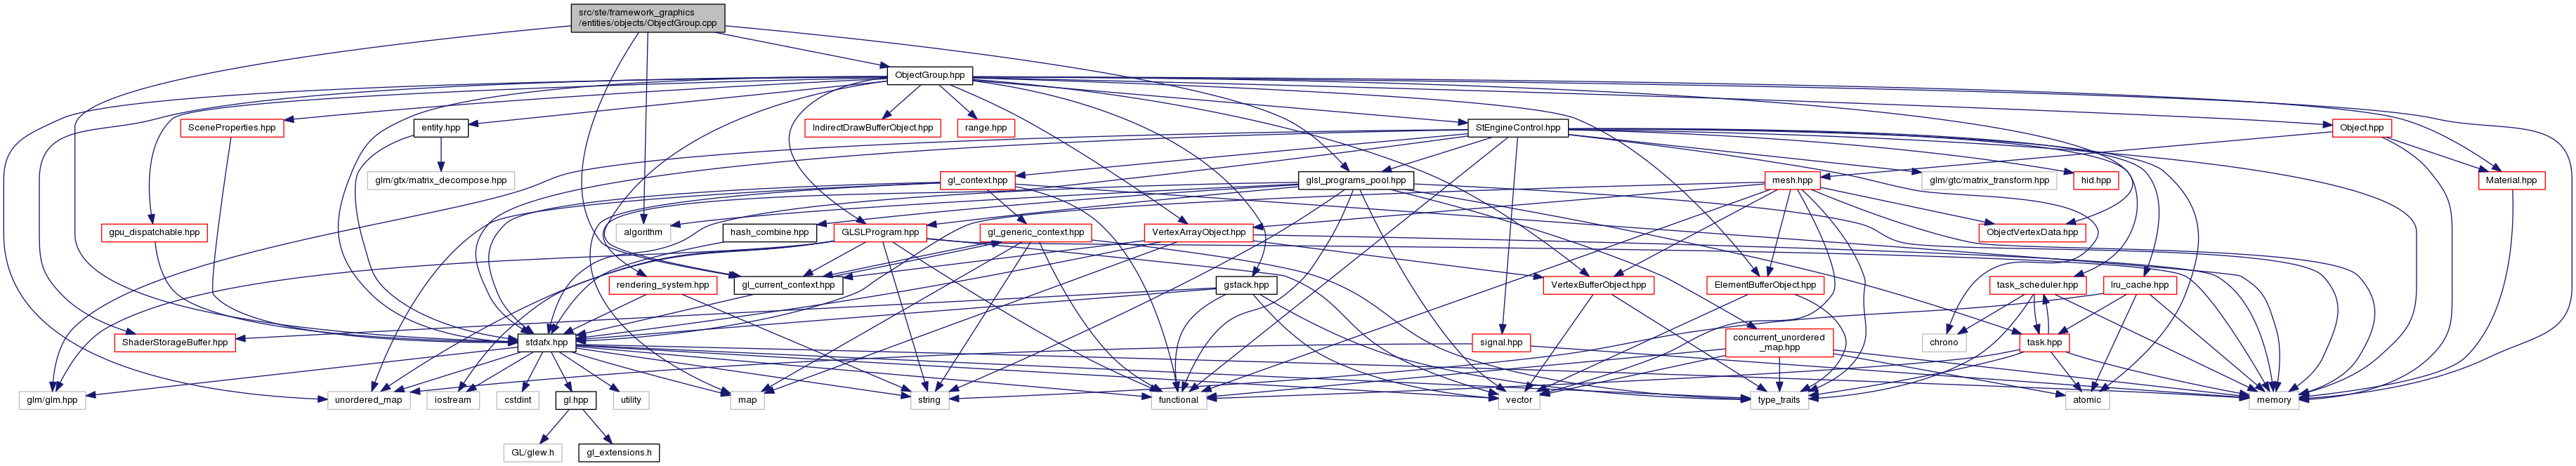 src/ste/framework_graphics
/entities/objects/ObjectGroup.cpp
ObjectGroup.hpp
SceneProperties.hpp
entity.hpp
IndirectDrawBufferObject.hpp
range.hpp
StEngineControl.hpp
Object.hpp
glm/gtx/matrix_decompose.hpp
gl_context.hpp
glsl_programs_pool.hpp
mesh.hpp
glm/gtc/matrix_transform.hpp
hid.hpp
Material.hpp
gpu_dispatchable.hpp
algorithm
hash_combine.hpp
GLSLProgram.hpp
gl_generic_context.hpp
VertexArrayObject.hpp
ObjectVertexData.hpp
rendering_system.hpp
gl_current_context.hpp
gstack.hpp
VertexBufferObject.hpp
ElementBufferObject.hpp
task_scheduler.hpp
lru_cache.hpp
ShaderStorageBuffer.hpp
stdafx.hpp
signal.hpp
concurrent_unordered
_map.hpp
chrono
task.hpp
glm/glm.hpp
unordered_map
iostream
cstdint
gl.hpp
utility
map
string
functional
vector
type_traits
atomic
memory
GL/glew.h
gl_extensions.h